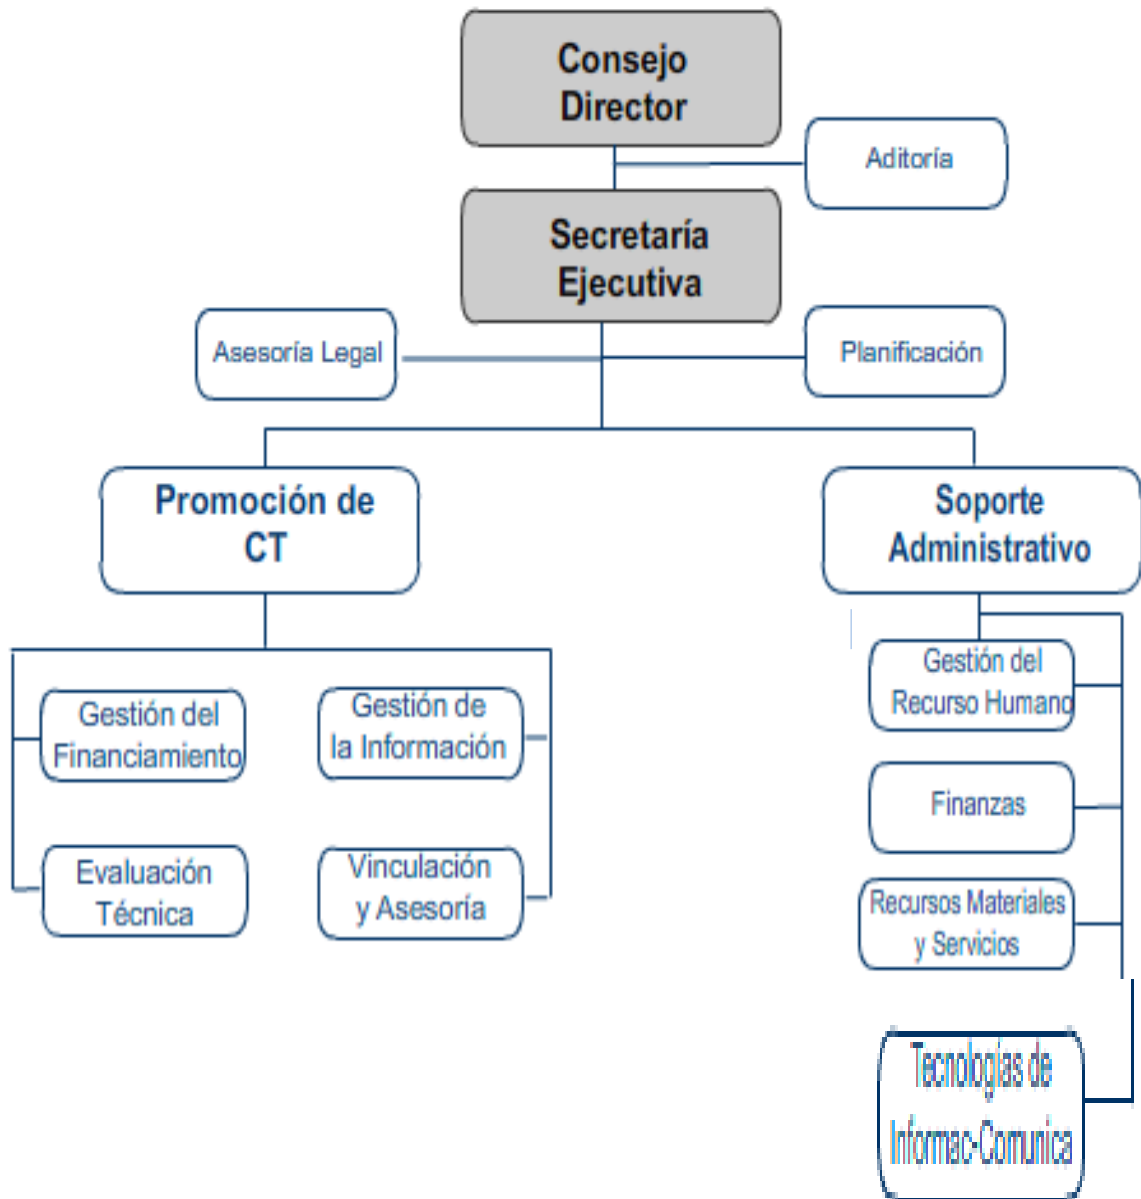 Consejo
Director
Aditoría
Secretaría
Ejecutiva
Asesoría Legal
Planificación
Promoción de
CT
Soporte
Administrativo
Gestión del
Financiamiento
Gestión de
la Información
Evaluación
Técnica
Vinculación
y Asesoría
Gestión del
Recurso Humano
Finanzas
Recursos Materiales
y Servicios
Tecnologías de
Informac-Comunica